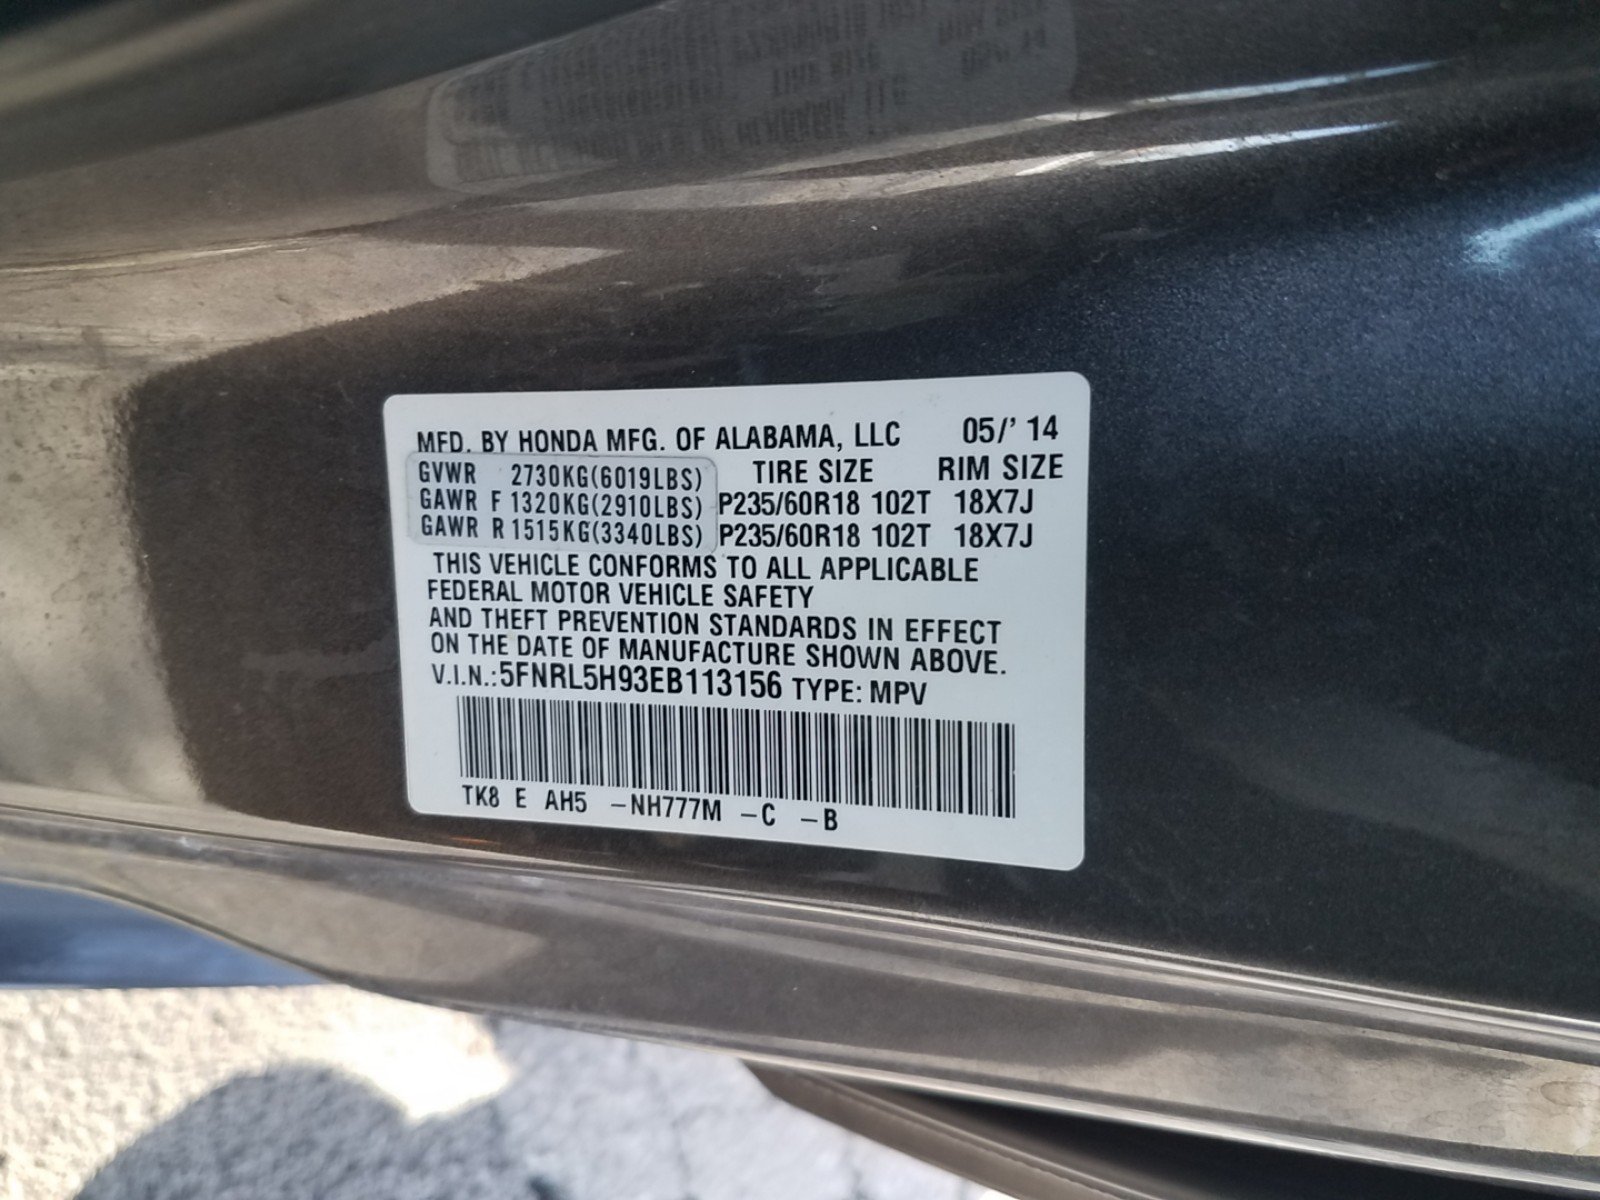 MFD. BY HONDA MFG. OF ALABAMA, LLC 05/' 14
GVWR 2730KG(6019LBS) TIRE SIZE RIM SIZE
GAWR F 1320KG(2910LBS) P235/60R18 102T 18X7J
GAWR R 1515KG(3340LBS) P235/60R18 102T 18X7J
THIS VEHICLE CONFORMS TO ALL APPLICABLE
FEDERAL MOTOR VEHICLE SAFETY
AND THEFT PREVENTION STANDARDS IN EFFECT
ON THE DATE OF MANUFACTURE SHOWN ABOVE.
V.I.N.:5FNRL5H93EB113156 TYPE: MPV
TK8 E AH5 -NH777M -C -B